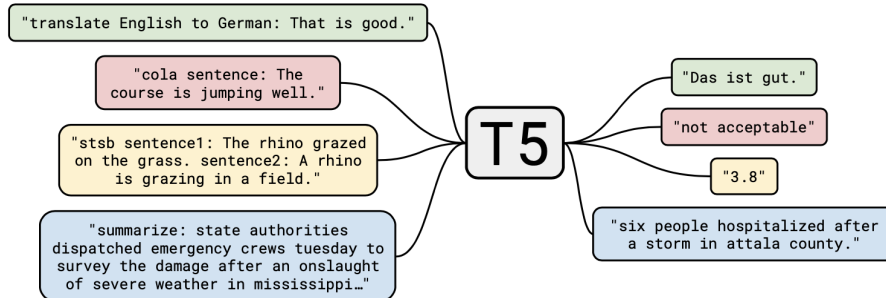 "translate English to German: That is good."
"cola sentence: The
course is jumping well."
"stsb sentence1: The rhino grazed
on the grass. sentence2: A rhino
is grazing in a field."
"summarize: state authorities
dispatched emergency crews tuesday to
survey the damage after an onslaught
of severe weather in mississippi…"
T5
"Das ist gut."
"not acceptable"
"3.8"
"six people hospitalized after
a storm in attala county."